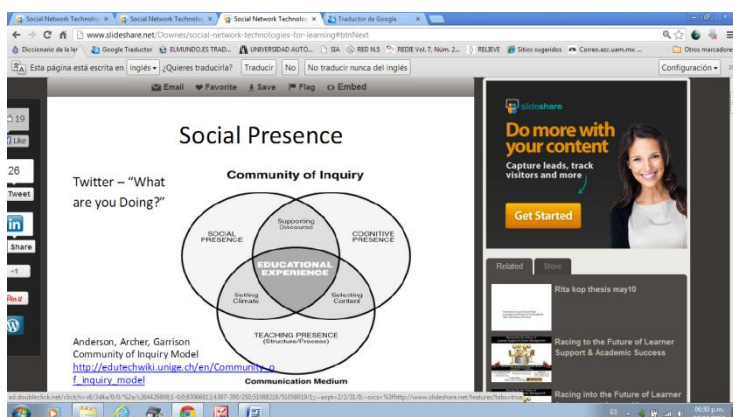 Social Network Technolo
Social Network Technolo
Social Network Technolo
Traductor de Google
www.slideshare.net/Downes/social-network-technologies-for-learning#btnNext
Diccionario de la ler
Google Traductor
ELMUNDO.ES TRAD...
UNIVERSIDAD AUTÓ...
SIA
RED N.5
REDIE Vol. 7, Núm. 2...
RELIEVE
Sitios sugeridos
Correo.azc.uam.mx: ...
Otros marcadores
Esta página está escrita en inglés ¿Quieres traducirla? Traducir No No traducir nunca del inglés Configuración
Email Favorite Save Flag Embed
19
Like
26
Tweet
in
Share
+1
Pin it
Social Presence
Twitter – “What
are you Doing?”
Community of Inquiry
SOCIAL
PRESENCE
Supporting
Discourse
COGNITIVE
PRESENCE
EDUCATIONAL
EXPERIENCE
Setting
Climate
Selecting
Content
TEACHING PRESENCE
(Structure/Process)
Communication Medium
Anderson, Archer, Garrison
Community of Inquiry Model
http://edutechwiki.unige.ch/en/Community_o
f_inquiry_model
slideshare
Do more with
your content
Capture leads, track
visitors and more
Get Started
Related More
Rita kop thesis may10
Racing to the Future of Learner
Support & Academic Success
Racing into the Future of Learner
ES
06:50 p.m.